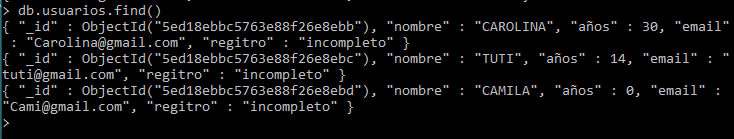 > db.usuarios.find()
{ "_id" : ObjectId("5ed18ebbc5763e88f26e8ebb"), "nombre" : "CAROLINA", "años" : 30, "email"
 : "Carolina@gmail.com", "regitro" : "incompleto" }
{ "_id" : ObjectId("5ed18ebbc5763e88f26e8ebc"), "nombre" : "TUTI", "años" : 14, "email" : "
tuti@gmail.com", "regitro" : "incompleto" }
{ "_id" : ObjectId("5ed18ebbc5763e88f26e8ebd"), "nombre" : "CAMILA", "años" : 0, "email" :
"Cami@gmail.com", "regitro" : "incompleto" }
>